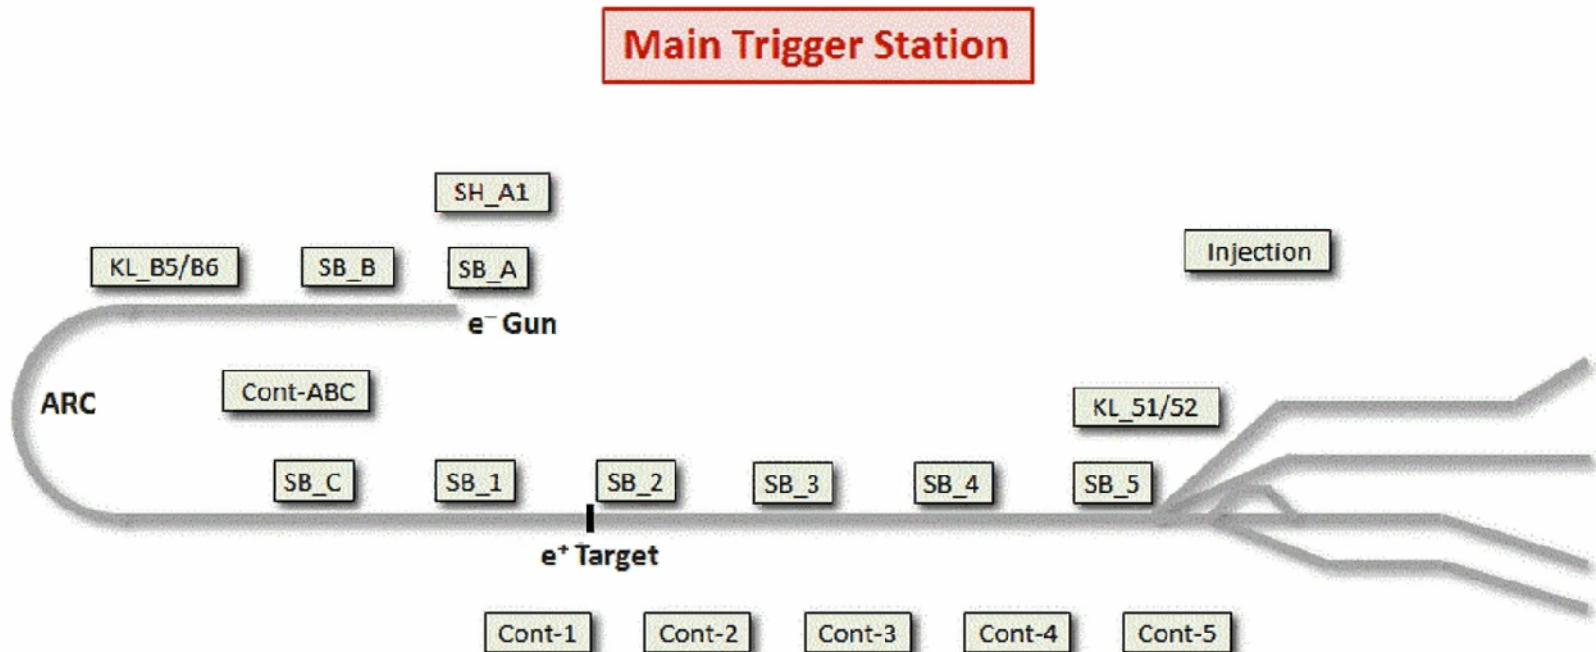 Main Trigger Station
SH_A1
KL_B5/B6
SB_B
SB_A
Injection
e⁻ Gun
ARC
Cont-ABC
KL_51/52
SB_C
SB_1
SB_2
SB_3
SB_4
SB_5
e⁺ Target
Cont-1
Cont-2
Cont-3
Cont-4
Cont-5